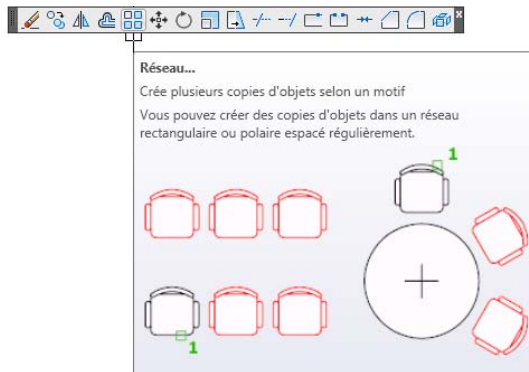 Réseau...
Crée plusieurs copies d'objets selon un motif
Vous pouvez créer des copies d'objets dans un réseau
rectangulaire ou polaire espacé régulièrement.
1
1